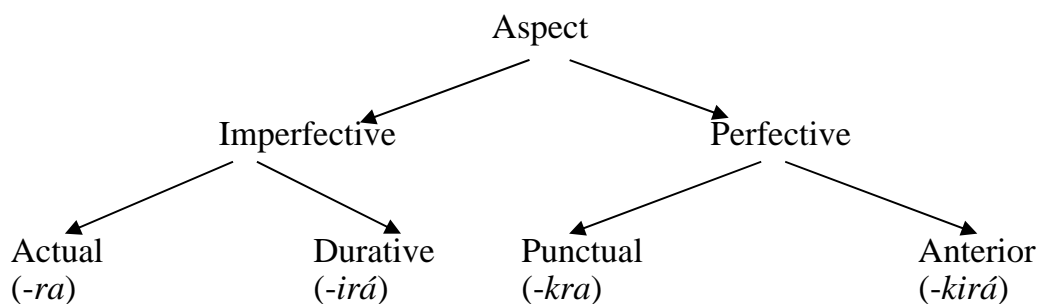 Aspect
Imperfective Perfective
Actual Durative Punctual Anterior
(-ra) (-irá) (-kra) (-kirá)